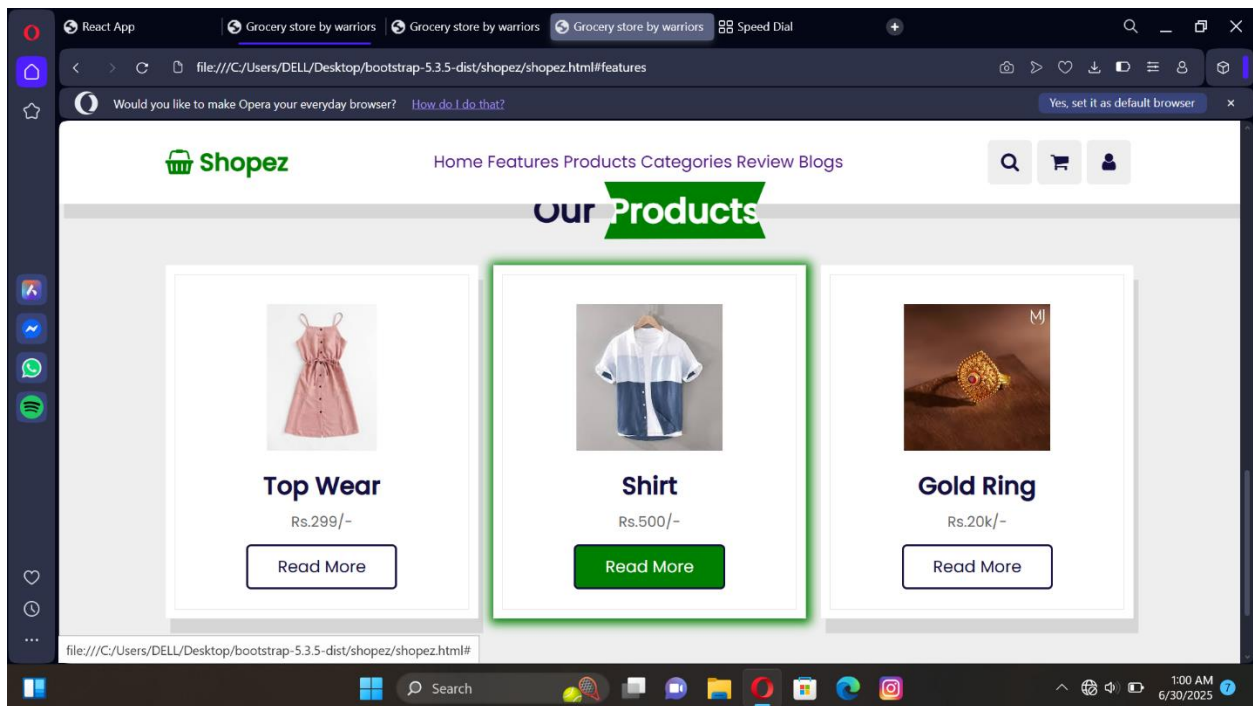 React App
Grocery store by warriors
Grocery store by warriors
Grocery store by warriors
Speed Dial
file:///C:/Users/DELL/Desktop/bootstrap-5.3.5-dist/shopez/shopez.html#features
Would you like to make Opera your everyday browser? How do I do that?
Yes, set it as default browser
Shopez
Home Features Products Categories Review Blogs
Our Products
MJ
Top Wear
Rs.299/-
Read More
Shirt
Rs.500/-
Read More
Gold Ring
Rs.20k/-
Read More
file:///C:/Users/DELL/Desktop/bootstrap-5.3.5-dist/shopez/shopez.html#
Search
1:00 AM
6/30/2025
7